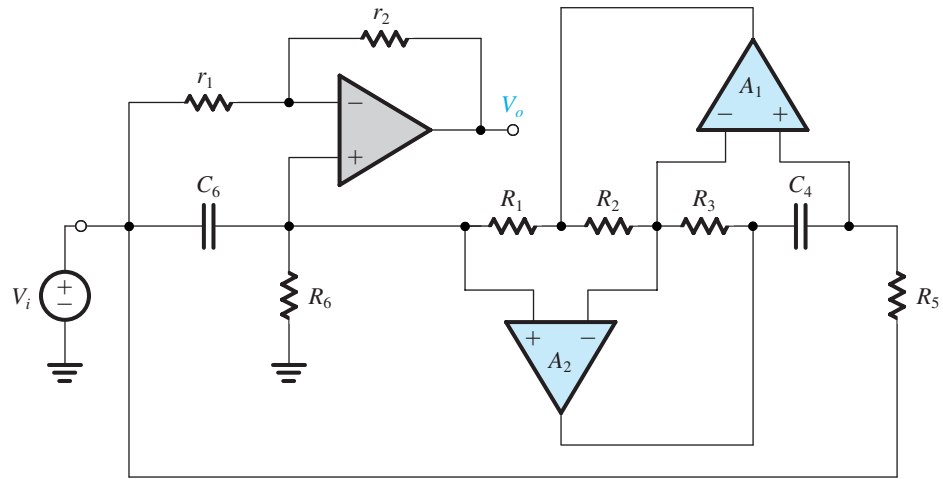 r₂
r₁
−
+
Vₒ
A₁
−
+
C₆
R₁
R₂
R₃
C₄
Vᵢ
+
−
R₆
R₅
+
−
A₂